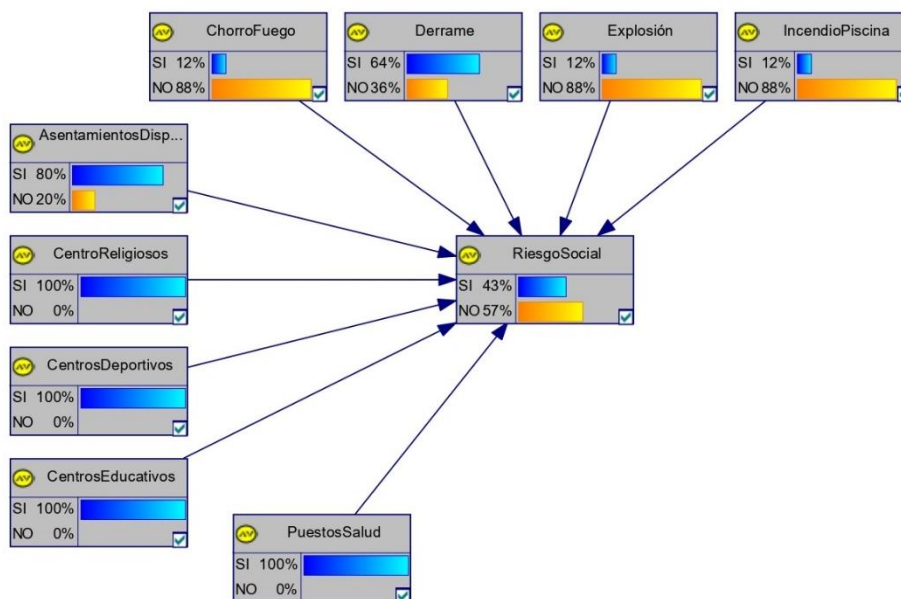 ChorroFuego
SI 12%
NO 88%
Derrame
SI 64%
NO 36%
Explosión
SI 12%
NO 88%
IncendioPiscina
SI 12%
NO 88%
AsentamientosDisp...
SI 80%
NO 20%
CentroReligiosos
SI 100%
NO 0%
RiesgoSocial
SI 43%
NO 57%
CentrosDeportivos
SI 100%
NO 0%
CentrosEducativos
SI 100%
NO 0%
PuestosSalud
SI 100%
NO 0%